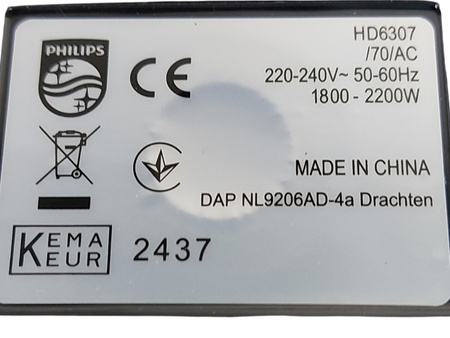 PHILIPS
CE
HD6307
/70/AC
220-240V~ 50-60Hz
1800 - 2200W
MADE IN CHINA
DAP NL9206AD-4a Drachten
KEMA
KEUR
2437